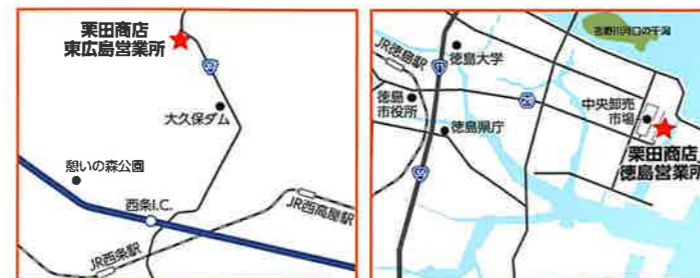 栗田商店
東広島営業所
大久保ダム
憩いの森公園
西条I.C.
JR西高屋駅
JR西条駅
吉野川河口の干潟
JR徳島駅
徳島大学
徳島
市役所
徳島県庁
中央卸売
市場
栗田商店
徳島営業所